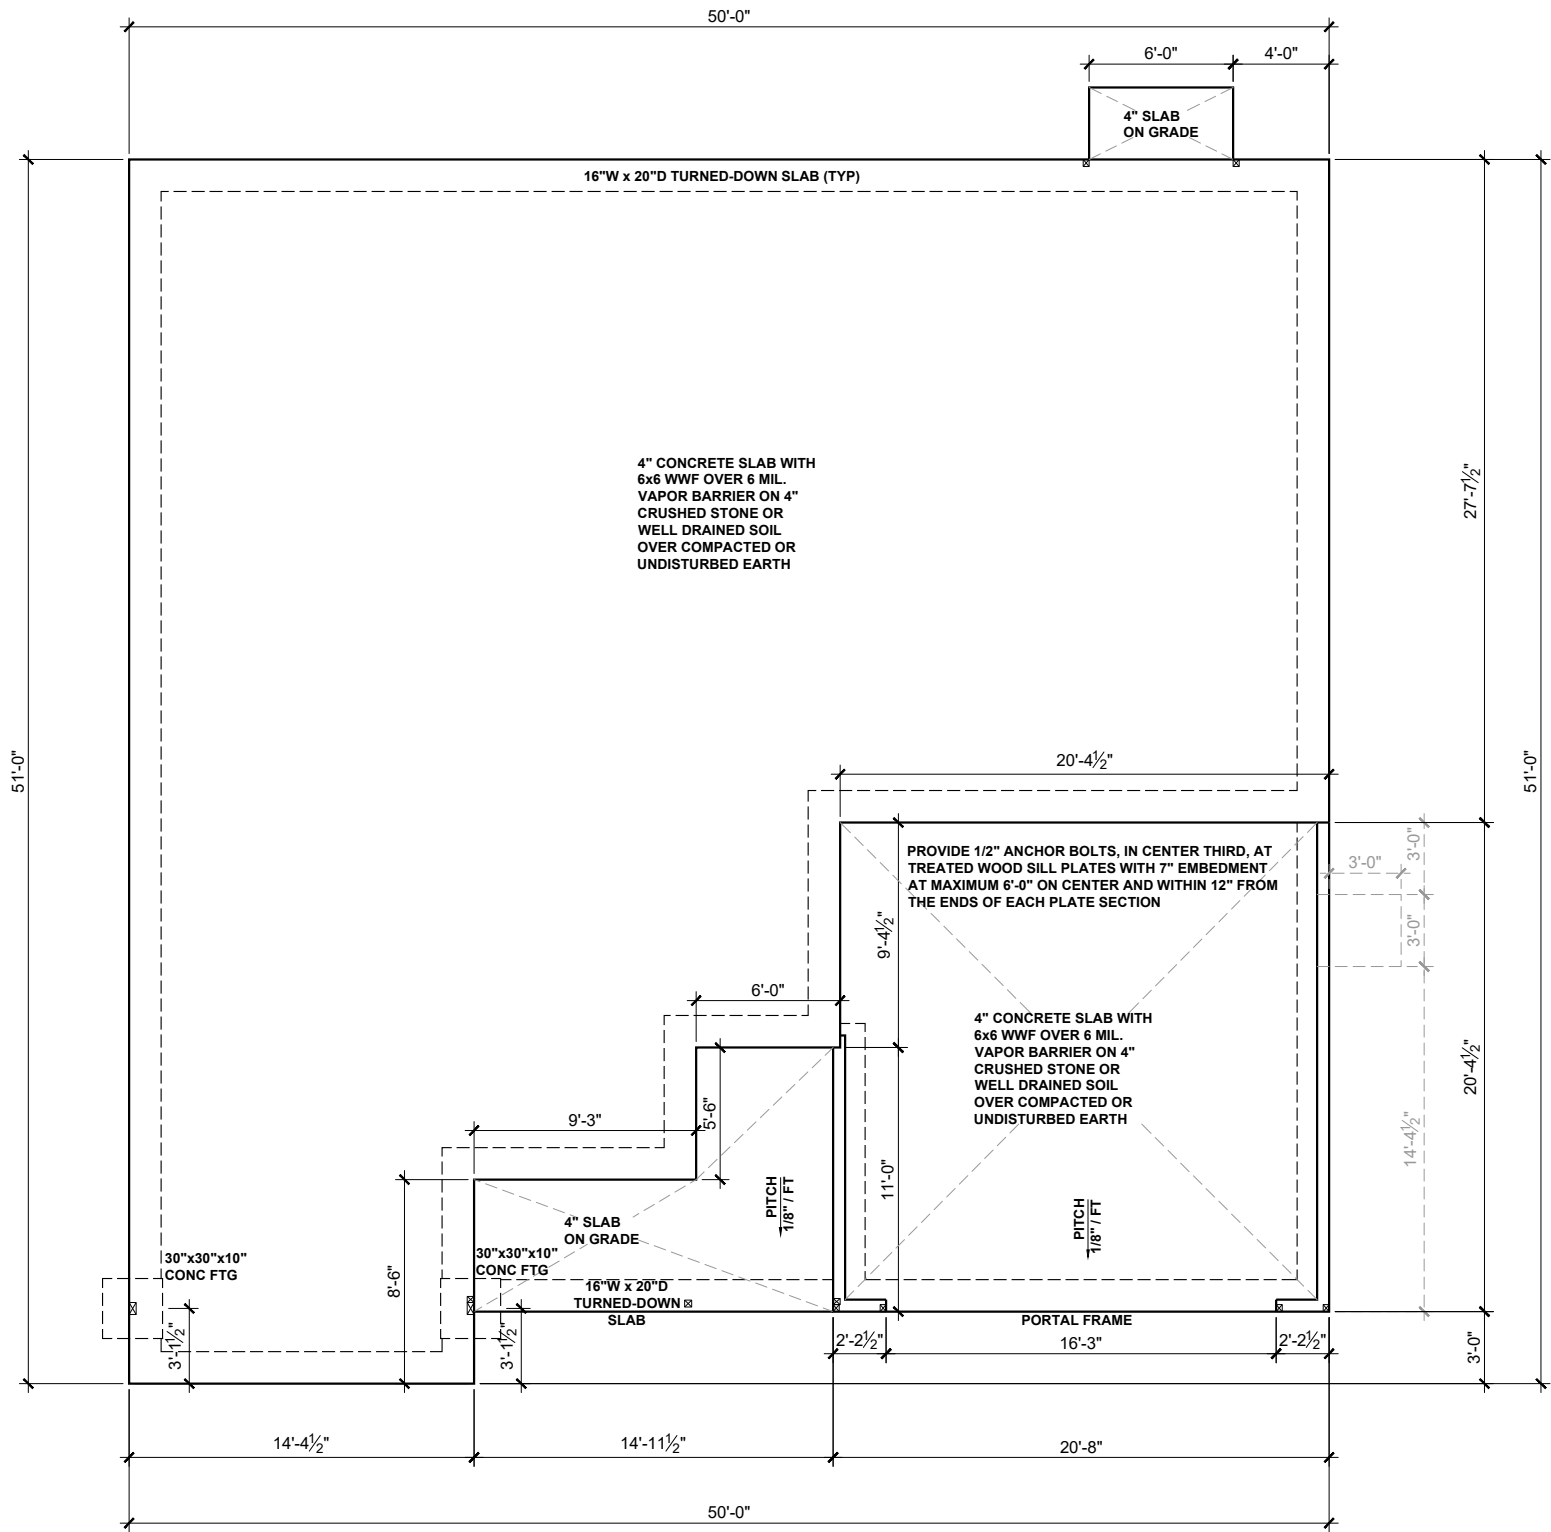 50'-0"
6'-0"
4'-0"
4" SLAB
ON GRADE
16"W x 20"D TURNED-DOWN SLAB (TYP)
4" CONCRETE SLAB WITH
6x6 WWF OVER 6 MIL.
VAPOR BARRIER ON 4"
CRUSHED STONE OR
WELL DRAINED SOIL
OVER COMPACTED OR
UNDISTURBED EARTH
27'-7½"
51'-0"
51'-0"
20'-4½"
PROVIDE 1/2" ANCHOR BOLTS, IN CENTER THIRD, AT
TREATED WOOD SILL PLATES WITH 7" EMBEDMENT
AT MAXIMUM 6'-0" ON CENTER AND WITHIN 12" FROM
THE ENDS OF EACH PLATE SECTION
3'-0"
3'-0"
3'-0"
9'-4½"
6'-0"
4" CONCRETE SLAB WITH
6x6 WWF OVER 6 MIL.
VAPOR BARRIER ON 4"
CRUSHED STONE OR
WELL DRAINED SOIL
OVER COMPACTED OR
UNDISTURBED EARTH
20'-4½"
14'-4½"
9'-3"
5'-6"
11'-0"
PITCH
1/8" / FT
PITCH
1/8" / FT
4" SLAB
ON GRADE
30"x30"x10"
CONC FTG
30"x30"x10"
CONC FTG
8'-6"
16"W x 20"D
TURNED-DOWN
SLAB
PORTAL FRAME
3'-1½"
3'-1½"
2'-2½"
16'-3"
2'-2½"
3'-0"
14'-4½"
14'-11½"
20'-8"
50'-0"